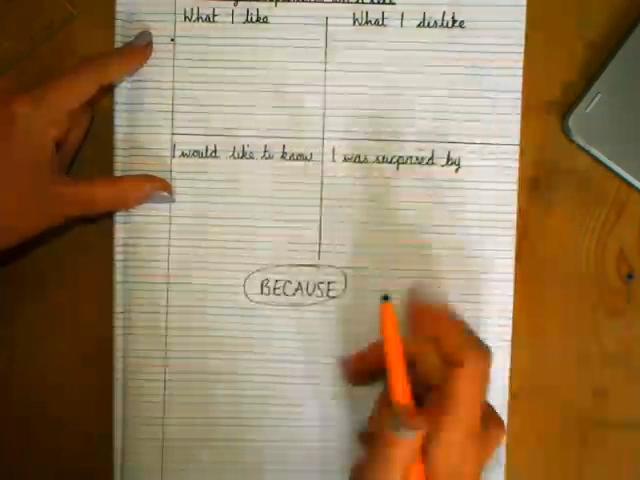 What I like
What I dislike
I would like to know
I was surprised by
BECAUSE